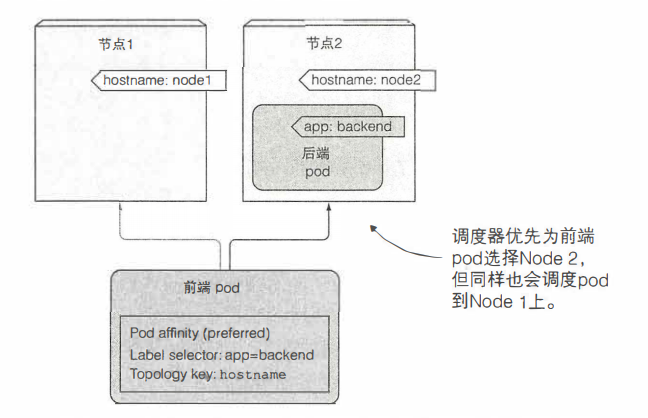 节点1
hostname: node1
节点2
hostname: node2
app: backend
后端
pod
调度器优先为前端
pod选择Node 2,
但同样也会调度pod
到Node 1上。
前端 pod
Pod affinity (preferred)
Label selector: app=backend
Topology key: hostname